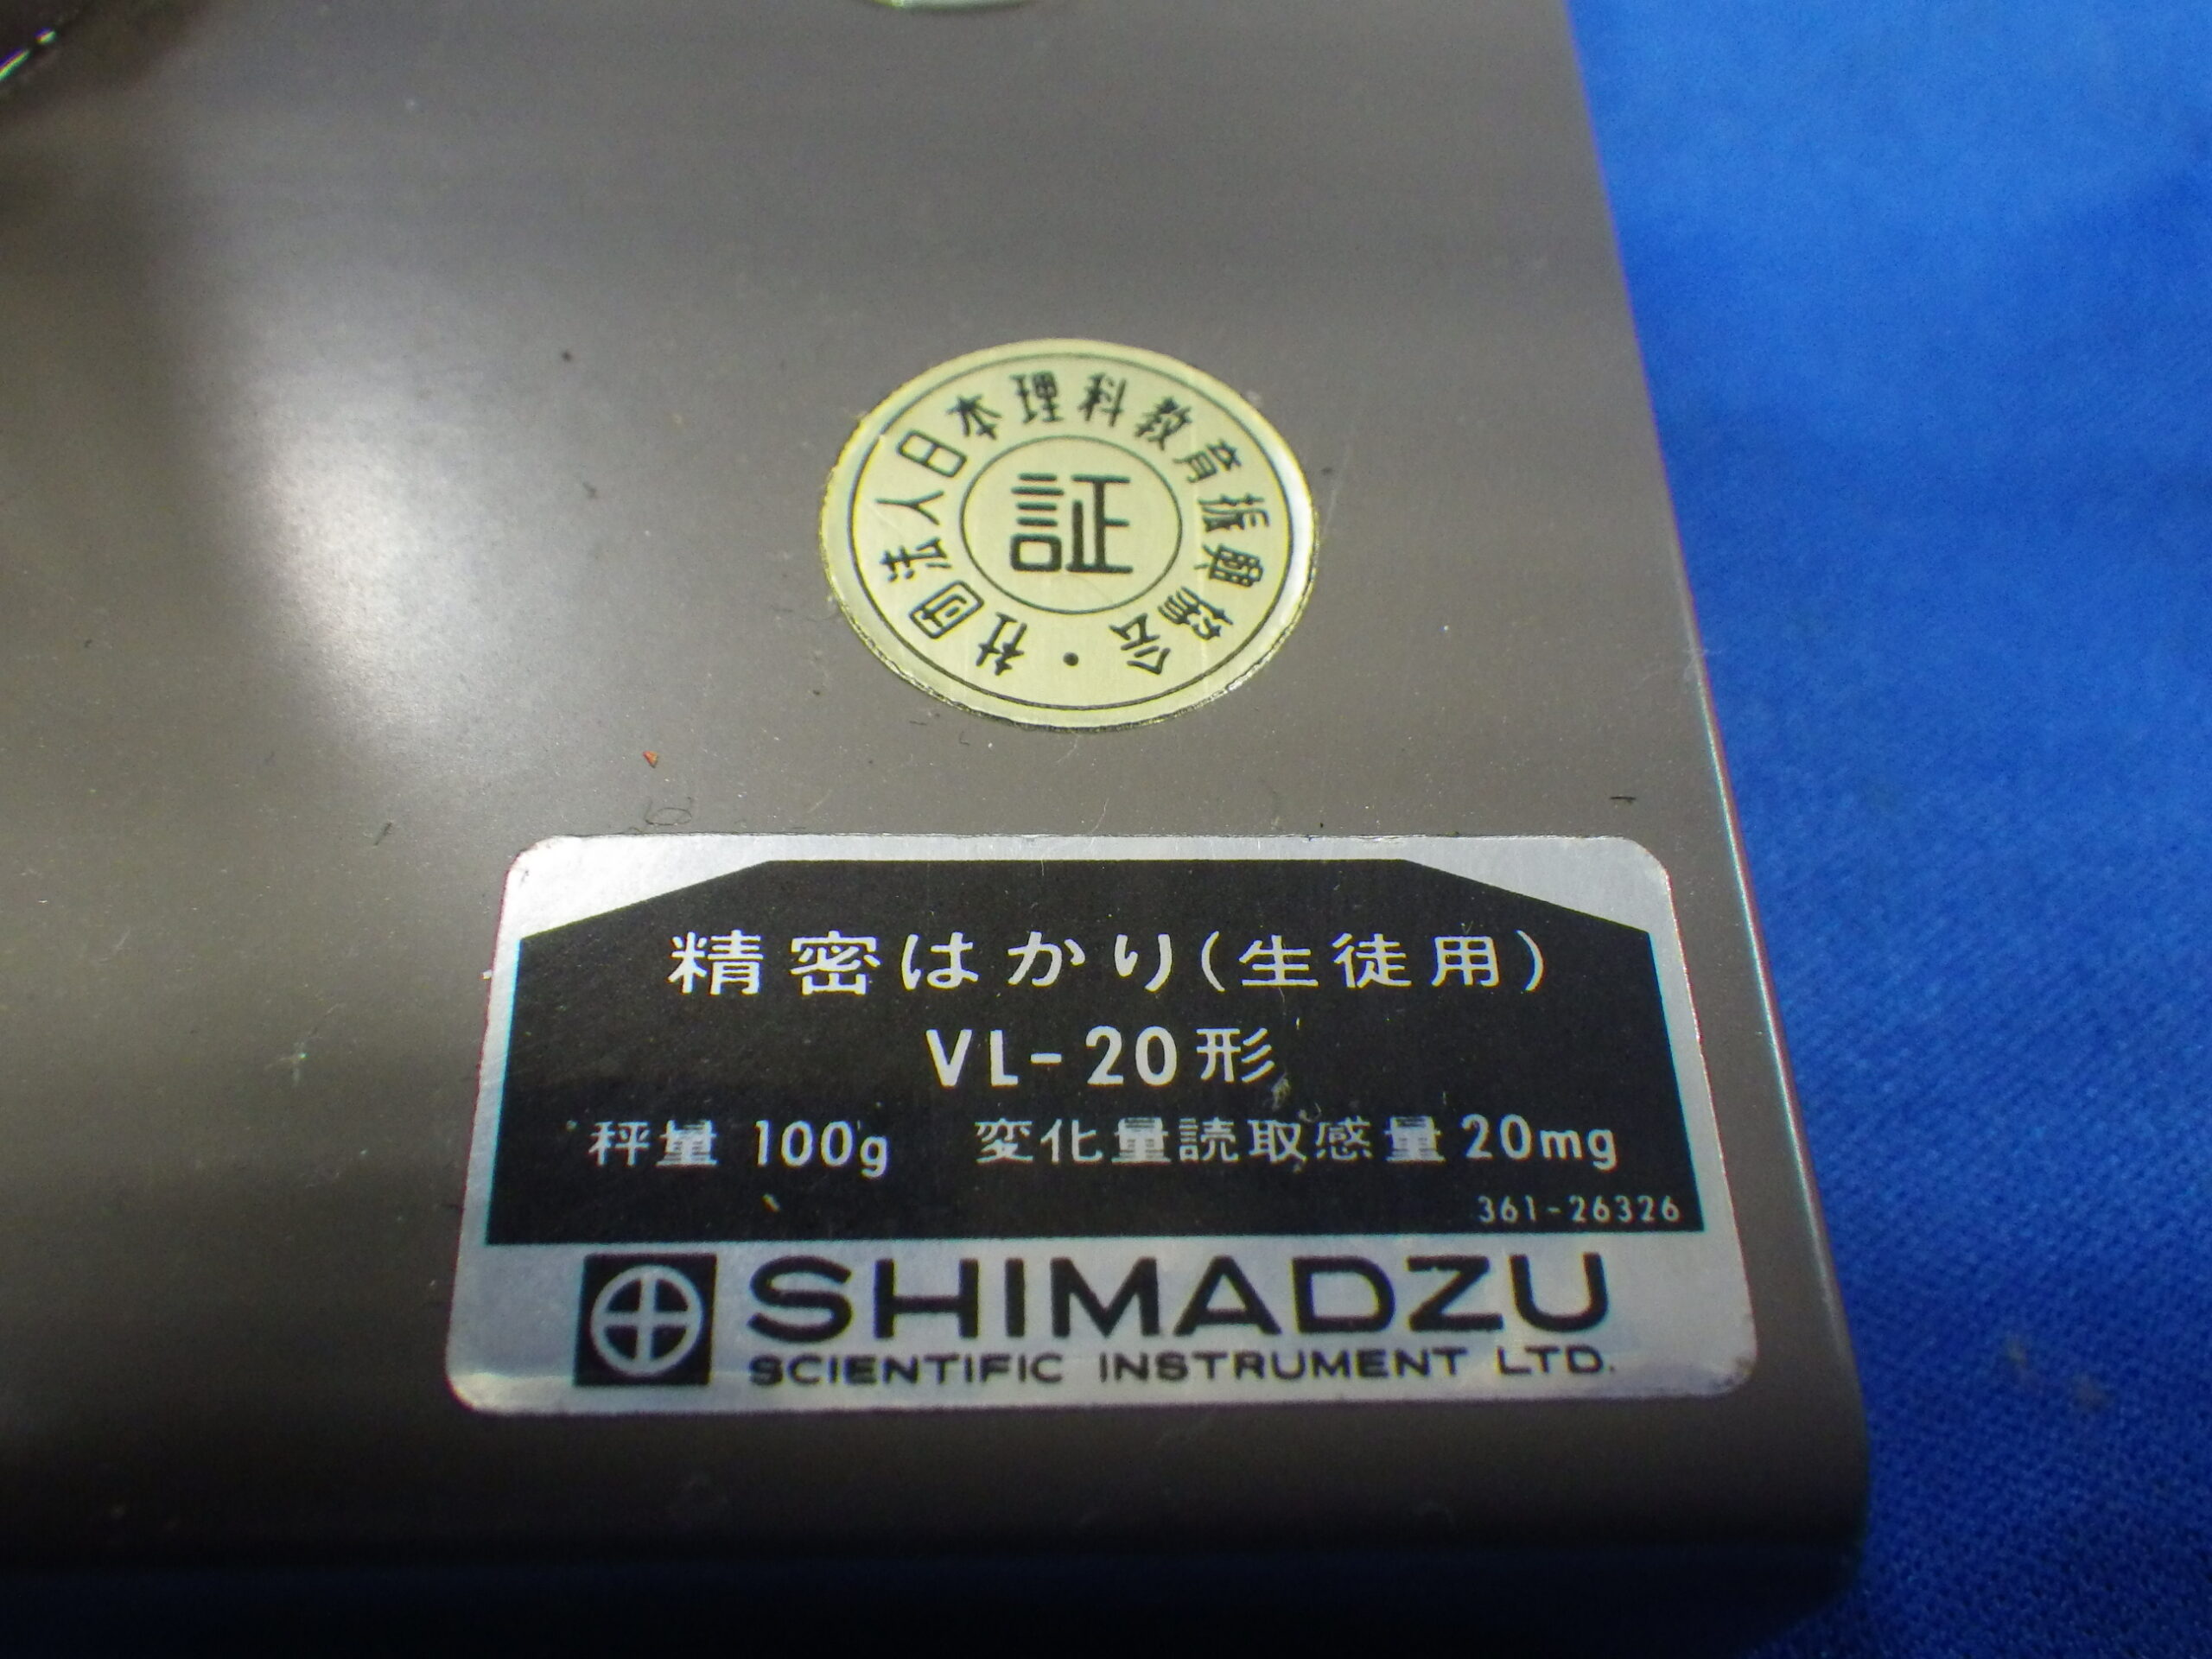 社団法人日本理科教育振興協会・
証
精密はかり(生徒用)
VL-20形
秤量 100g 変化量読取感量 20mg
361-26326
SHIMADZU
SCIENTIFIC INSTRUMENT LTD.